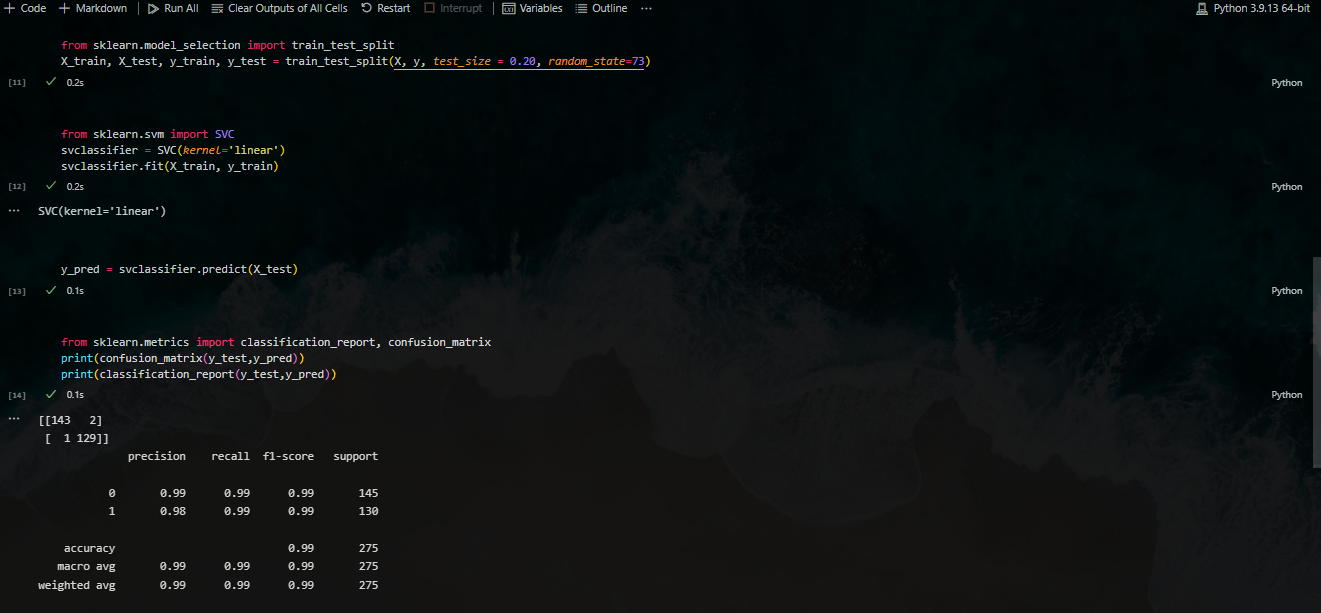 Code Markdown Run All Clear Outputs of All Cells Restart Interrupt Variables Outline ··· Python 3.9.13 64-bit
from sklearn.model_selection import train_test_split
X_train, X_test, y_train, y_test = train_test_split(X, y, test_size = 0.20, random_state=73)
[11] 0.2s Python
from sklearn.svm import SVC
svclassifier = SVC(kernel='linear')
svclassifier.fit(X_train, y_train)
[12] 0.2s Python
··· SVC(kernel='linear')
y_pred = svclassifier.predict(X_test)
[13] 0.1s Python
from sklearn.metrics import classification_report, confusion_matrix
print(confusion_matrix(y_test,y_pred))
print(classification_report(y_test,y_pred))
[14] 0.1s Python
··· [[143   2]
 [  1 129]]
precision recall f1-score support
0 0.99 0.99 0.99 145
1 0.98 0.99 0.99 130
accuracy 0.99 275
macro avg 0.99 0.99 0.99 275
weighted avg 0.99 0.99 0.99 275